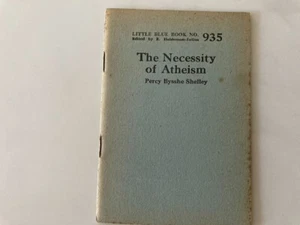 LITTLE BLUE BOOK NO. 935
Edited by E. Haldeman-Julius
The Necessity
of Atheism
Percy Bysshe Shelley